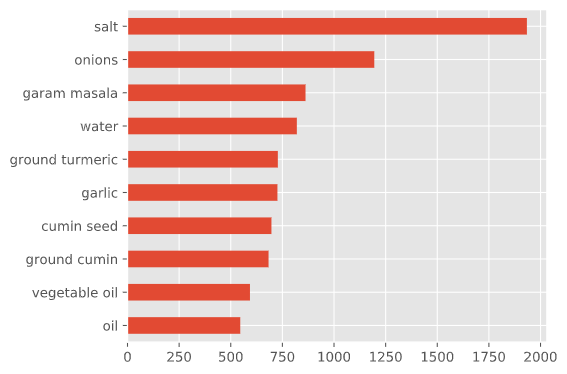 salt
onions
garam masala
water
ground turmeric
garlic
cumin seed
ground cumin
vegetable oil
oil
0 250 500 750 1000 1250 1500 1750 2000